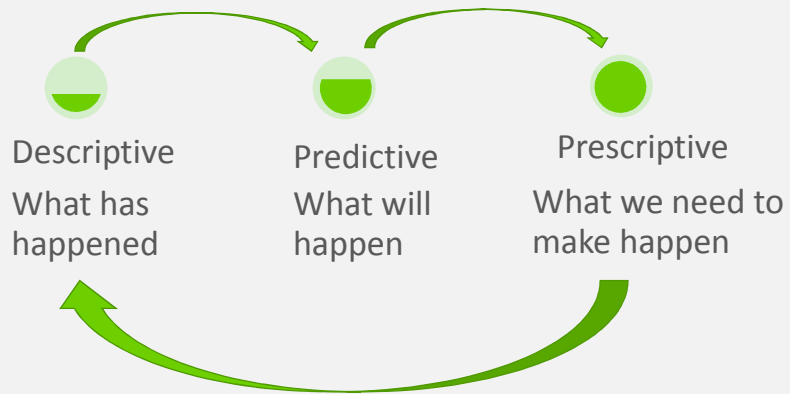 Descriptive
What has
happened
Predictive
What will
happen
Prescriptive
What we need to
make happen